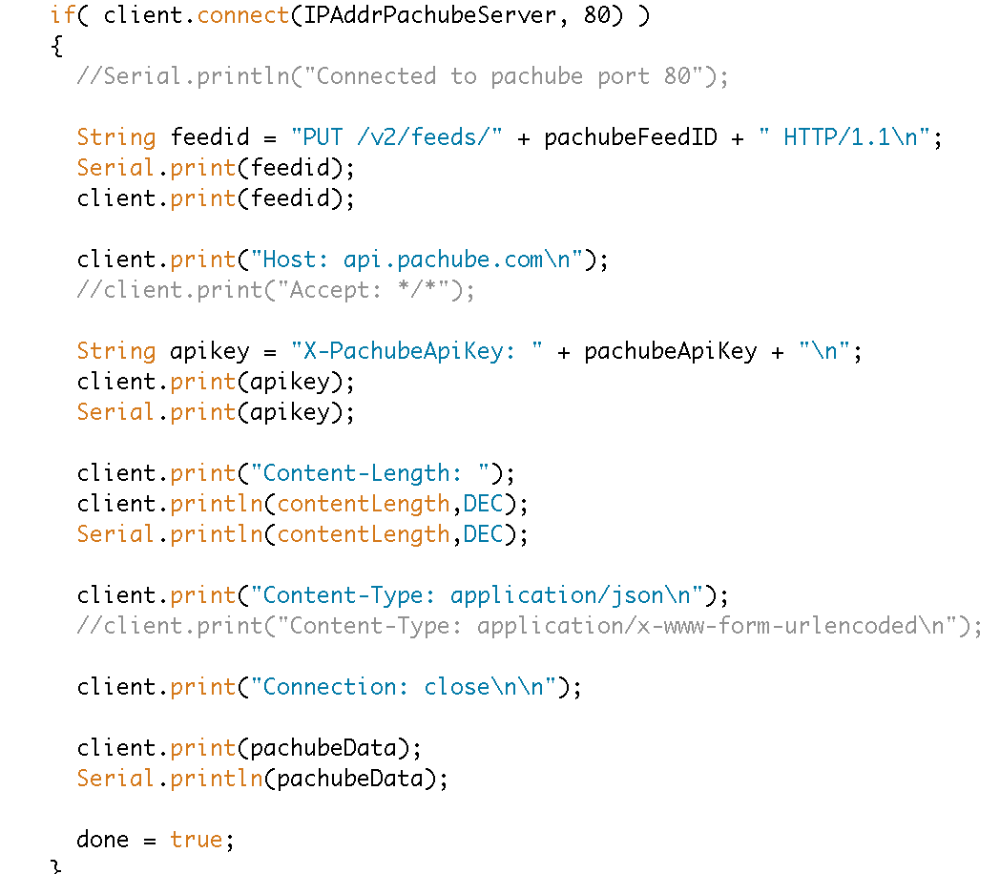 if( client.connect(IPAddrPachubeServer, 80) )
{
//Serial.println("Connected to pachube port 80");
String feedid = "PUT /v2/feeds/" + pachubeFeedID + " HTTP/1.1\n";
Serial.print(feedid);
client.print(feedid);
client.print("Host: api.pachube.com\n");
//client.print("Accept: */*");
String apikey = "X-PachubeApiKey: " + pachubeApiKey + "\n";
client.print(apikey);
Serial.print(apikey);
client.print("Content-Length: ");
client.println(contentLength,DEC);
Serial.println(contentLength,DEC);
client.print("Content-Type: application/json\n");
//client.print("Content-Type: application/x-www-form-urlencoded\n");
client.print("Connection: close\n\n");
client.print(pachubeData);
Serial.println(pachubeData);
done = true;
}